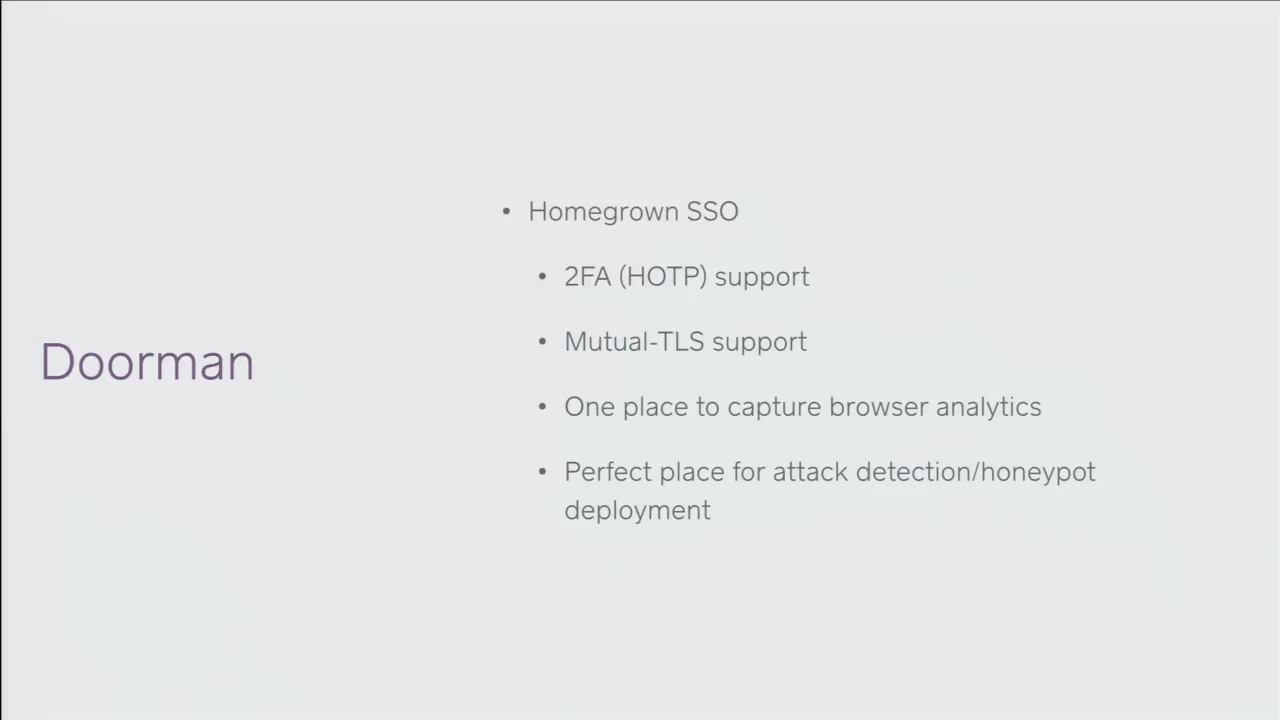 Doorman
• Homegrown SSO
• 2FA (HOTP) support
• Mutual-TLS support
• One place to capture browser analytics
• Perfect place for attack detection/honeypot
deployment